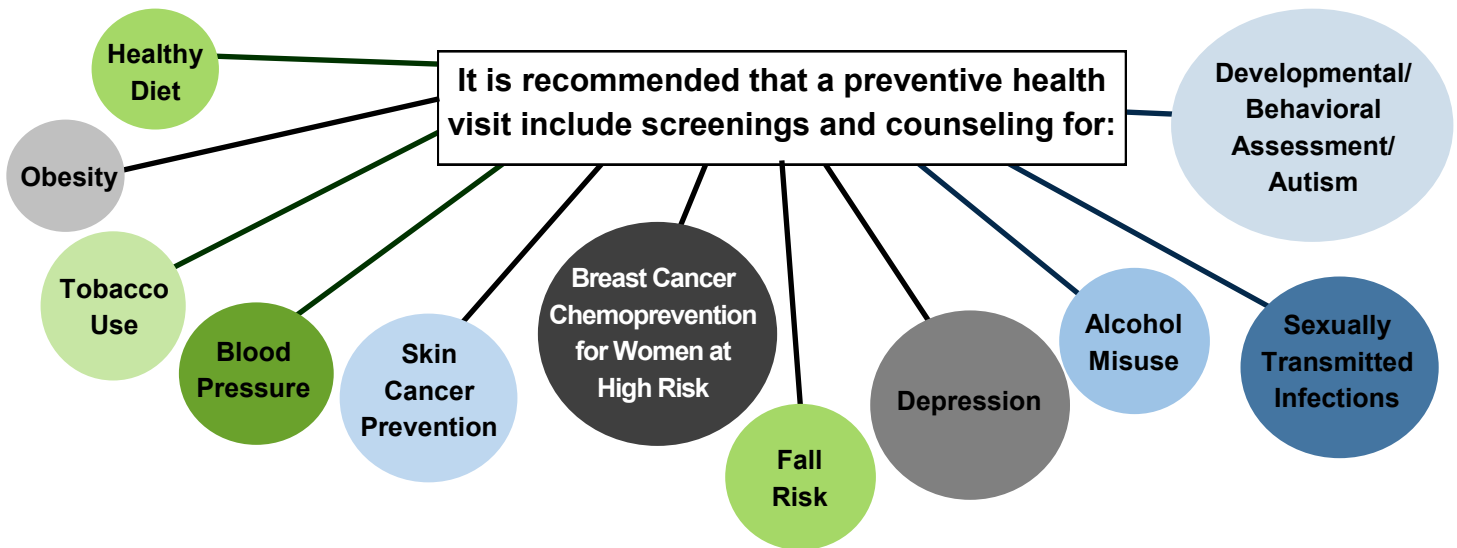 It is recommended that a preventive health
visit include screenings and counseling for:
Healthy
Diet
Obesity
Tobacco
Use
Blood
Pressure
Skin
Cancer
Prevention
Breast Cancer
Chemoprevention
for Women at
High Risk
Fall
Risk
Depression
Alcohol
Misuse
Sexually
Transmitted
Infections
Developmental/
Behavioral
Assessment/
Autism